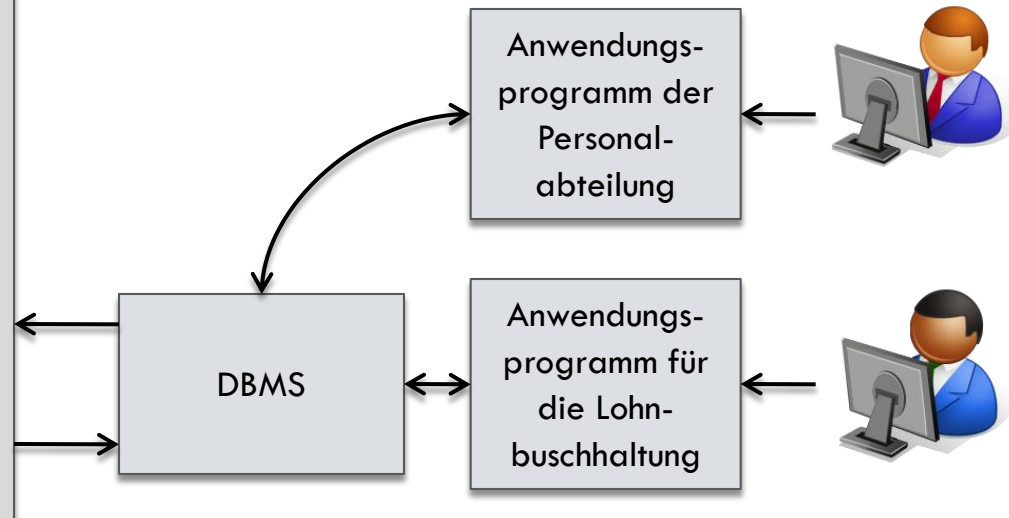 Anwendungs-
programm der
Personal-
abteilung
DBMS
Anwendungs-
programm für
die Lohn-
buschhaltung